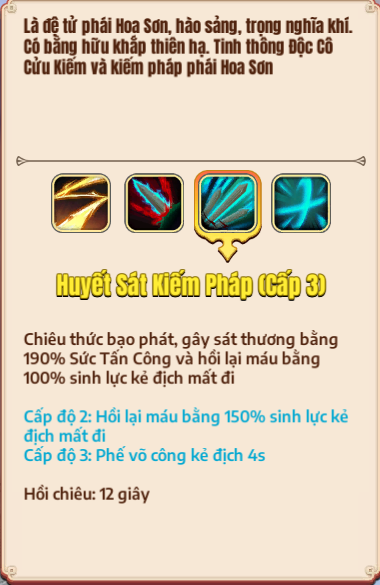 Là đệ tử phái Hoa Sơn, hào sảng, trọng nghĩa khí.
Có bằng hữu khắp thiên hạ. Tinh thông Độc Cô
Cửu Kiếm và kiếm pháp phái Hoa Sơn
Huyết Sát Kiếm Pháp (Cấp 3)
Chiêu thức bạo phát, gây sát thương bằng
190% Sức Tấn Công và hồi lại máu bằng
100% sinh lực kẻ địch mất đi
Cấp độ 2: Hồi lại máu bằng 150% sinh lực kẻ
địch mất đi
Cấp độ 3: Phế võ công kẻ địch 4s
Hồi chiêu: 12 giây